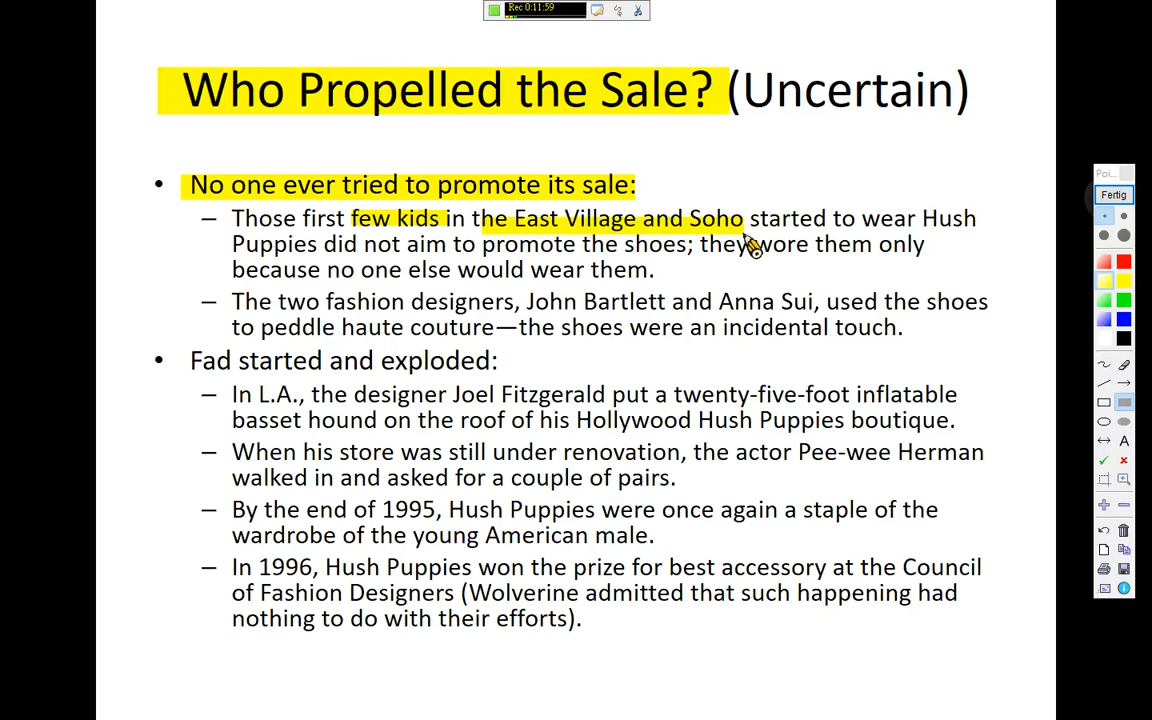 Rec 0:11:59
Who Propelled the Sale? (Uncertain)
• No one ever tried to promote its sale:
– Those first few kids in the East Village and Soho started to wear Hush
Puppies did not aim to promote the shoes; they wore them only
because no one else would wear them.
– The two fashion designers, John Bartlett and Anna Sui, used the shoes
to peddle haute couture—the shoes were an incidental touch.
• Fad started and exploded:
– In L.A., the designer Joel Fitzgerald put a twenty-five-foot inflatable
basset hound on the roof of his Hollywood Hush Puppies boutique.
– When his store was still under renovation, the actor Pee-wee Herman
walked in and asked for a couple of pairs.
– By the end of 1995, Hush Puppies were once again a staple of the
wardrobe of the young American male.
– In 1996, Hush Puppies won the prize for best accessory at the Council
of Fashion Designers (Wolverine admitted that such happening had
nothing to do with their efforts).
Poi...
Fertig
A